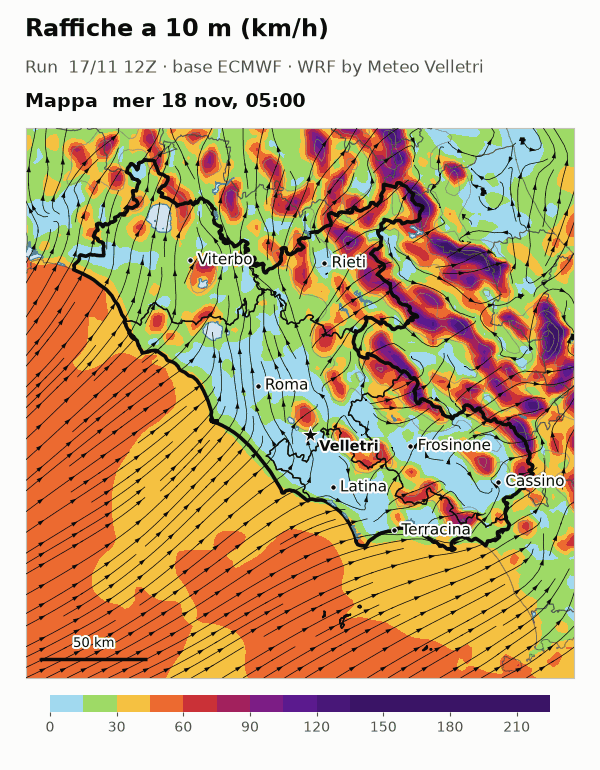 Raffiche a 10 m (km/h)
Run  17/11 12Z · base ECMWF · WRF by Meteo Velletri
Mappa  mer 18 nov, 05:00
Viterbo
Rieti
Roma
Velletri
Frosinone
Cassino
Latina
Terracina
50 km
0 30 60 90 120 150 180 210